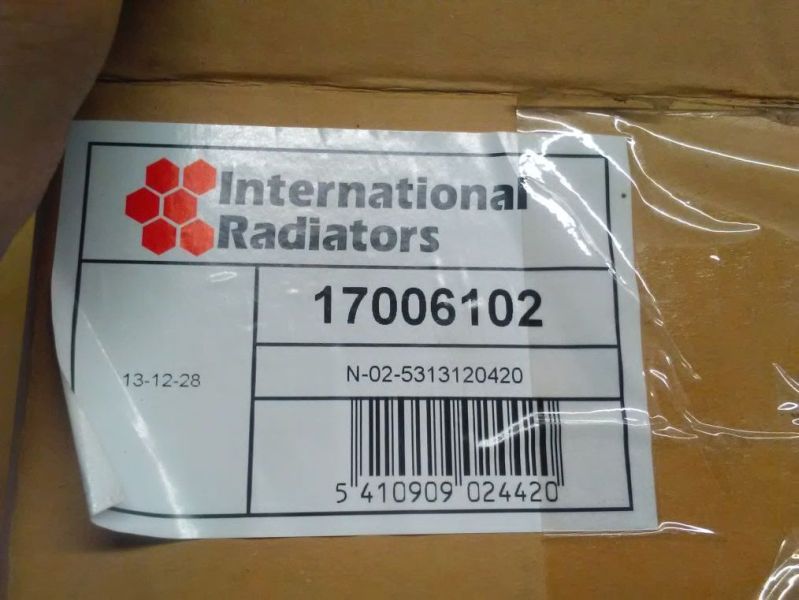 International
Radiators
17006102
13-12-28
N-02-5313120420
5 410909 024420